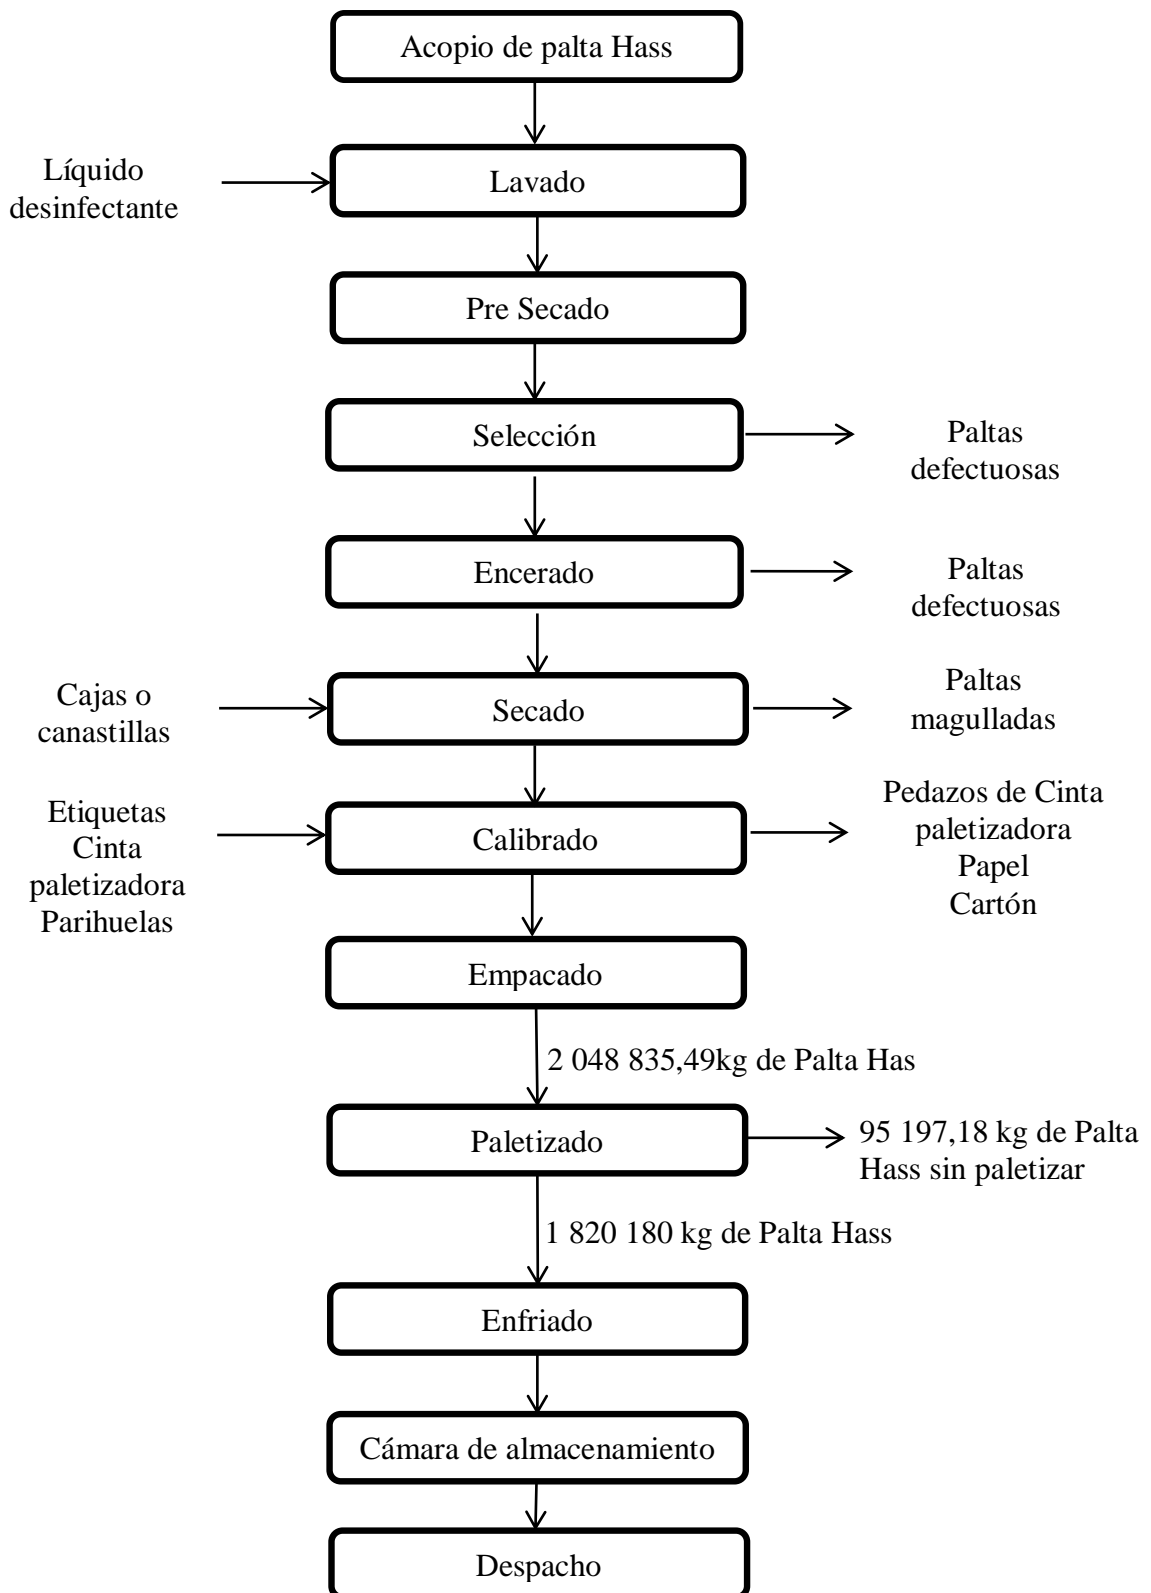 Acopio de palta Hass
Líquido
desinfectante
Lavado
Pre Secado
Selección
Paltas
defectuosas
Encerado
Paltas
defectuosas
Cajas o
canastillas
Secado
Paltas
magulladas
Etiquetas
Cinta
paletizadora
Parihuelas
Calibrado
Pedazos de Cinta
paletizadora
Papel
Cartón
Empacado
2 048 835,49kg de Palta Has
Paletizado
95 197,18 kg de Palta
Hass sin paletizar
1 820 180 kg de Palta Hass
Enfriado
Cámara de almacenamiento
Despacho